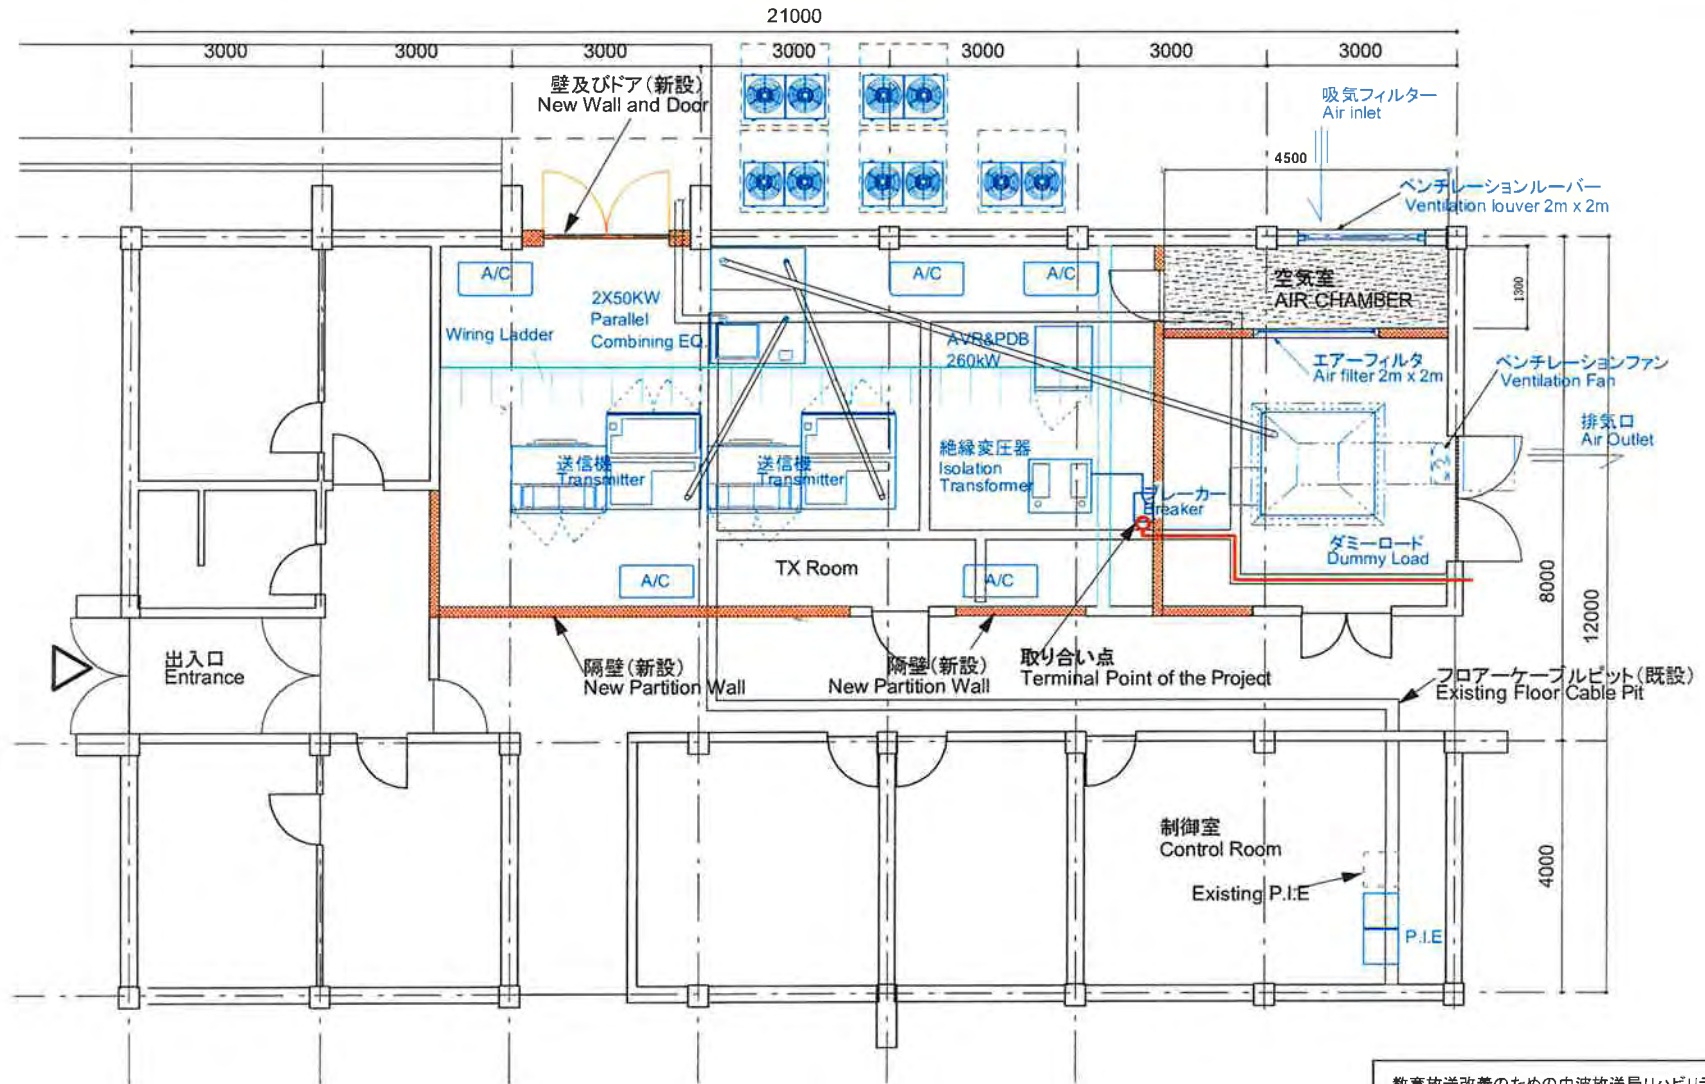 21000
3000
3000
3000
3000
3000
3000
3000
壁及びドア(新設)
New Wall and Door
吸気フィルター
Air inlet
4500
ベンチレーションルーバー
Ventilation louver 2m x 2m
A/C
A/C
A/C
2X50KW
Parallel
Combining EQ.
Wiring Ladder
空気室
AIR CHAMBER
1300
AVR&PDB
260kW
エアーフィルタ
Air filter 2m x 2m
ベンチレーションファン
Ventilation Fan
排気口
Air Outlet
送信機
Transmitter
送信機
Transmitter
絶縁変圧器
Isolation
Transformer
ブレーカー
Breaker
ダミーロード
Dummy Load
TX Room
A/C
A/C
8000
12000
出入口
Entrance
隔壁(新設)
New Partition Wall
隔壁(新設)
New Partition Wall
取り合い点
Terminal Point of the Project
フロアーケーブルピット(既設)
Existing Floor Cable Pit
制御室
Control Room
Existing P.I.E
P.I.E
4000